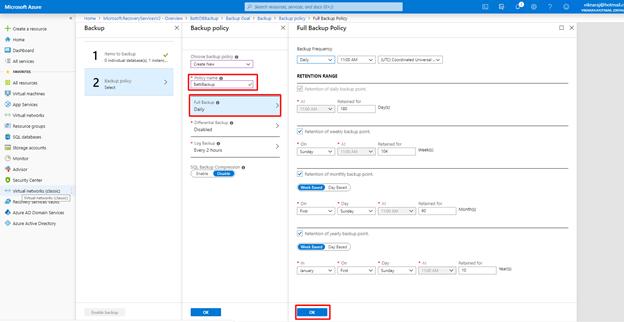 Microsoft Azure
Search resources, services, and docs
Home > Microsoft.RecoveryServicesV2 - Overview > BettIDBBackup > Backup Goal > Backup > Backup policy > Full Backup Policy
Create a resource
Home
Dashboard
All services
FAVORITES
All resources
Virtual machines
App Services
Virtual networks
Resource groups
SQL databases
Storage accounts
Monitor
Advisor
Security Center
Virtual networks (classic)
Virtual networks (classic)
Recovery Services vaults
Azure AD Domain Services
Azure Active Directory
Backup
1
Items to backup
0 individual database(s), 1 instanc...
2
Backup policy
Select
Enable backup
Backup policy
Choose backup policy
Create New
* Policy name
Full Backup
Daily
* Differential Backup
Disabled
* Log Backup
Every 2 hours
SQL Backup Compression
Enable Disable
OK
Full Backup Policy
Backup Frequency
Daily 11:00 AM (UTC) Coordinated Universal ...
RETENTION RANGE
Retention of daily backup point.
* At Retained for
11:00 AM 180 Day(s)
Retention of weekly backup point.
* On * At Retained for
Sunday 11:00 AM 104 Week(s)
Retention of monthly backup point.
Week Based Day Based
* On * Day * At Retained for
First Sunday 11:00 AM 60 Month(s)
Retention of yearly backup point.
Week Based Day Based
* In * On * Day * At Retained for
January First Sunday 11:00 AM 10 Year(s)
OK